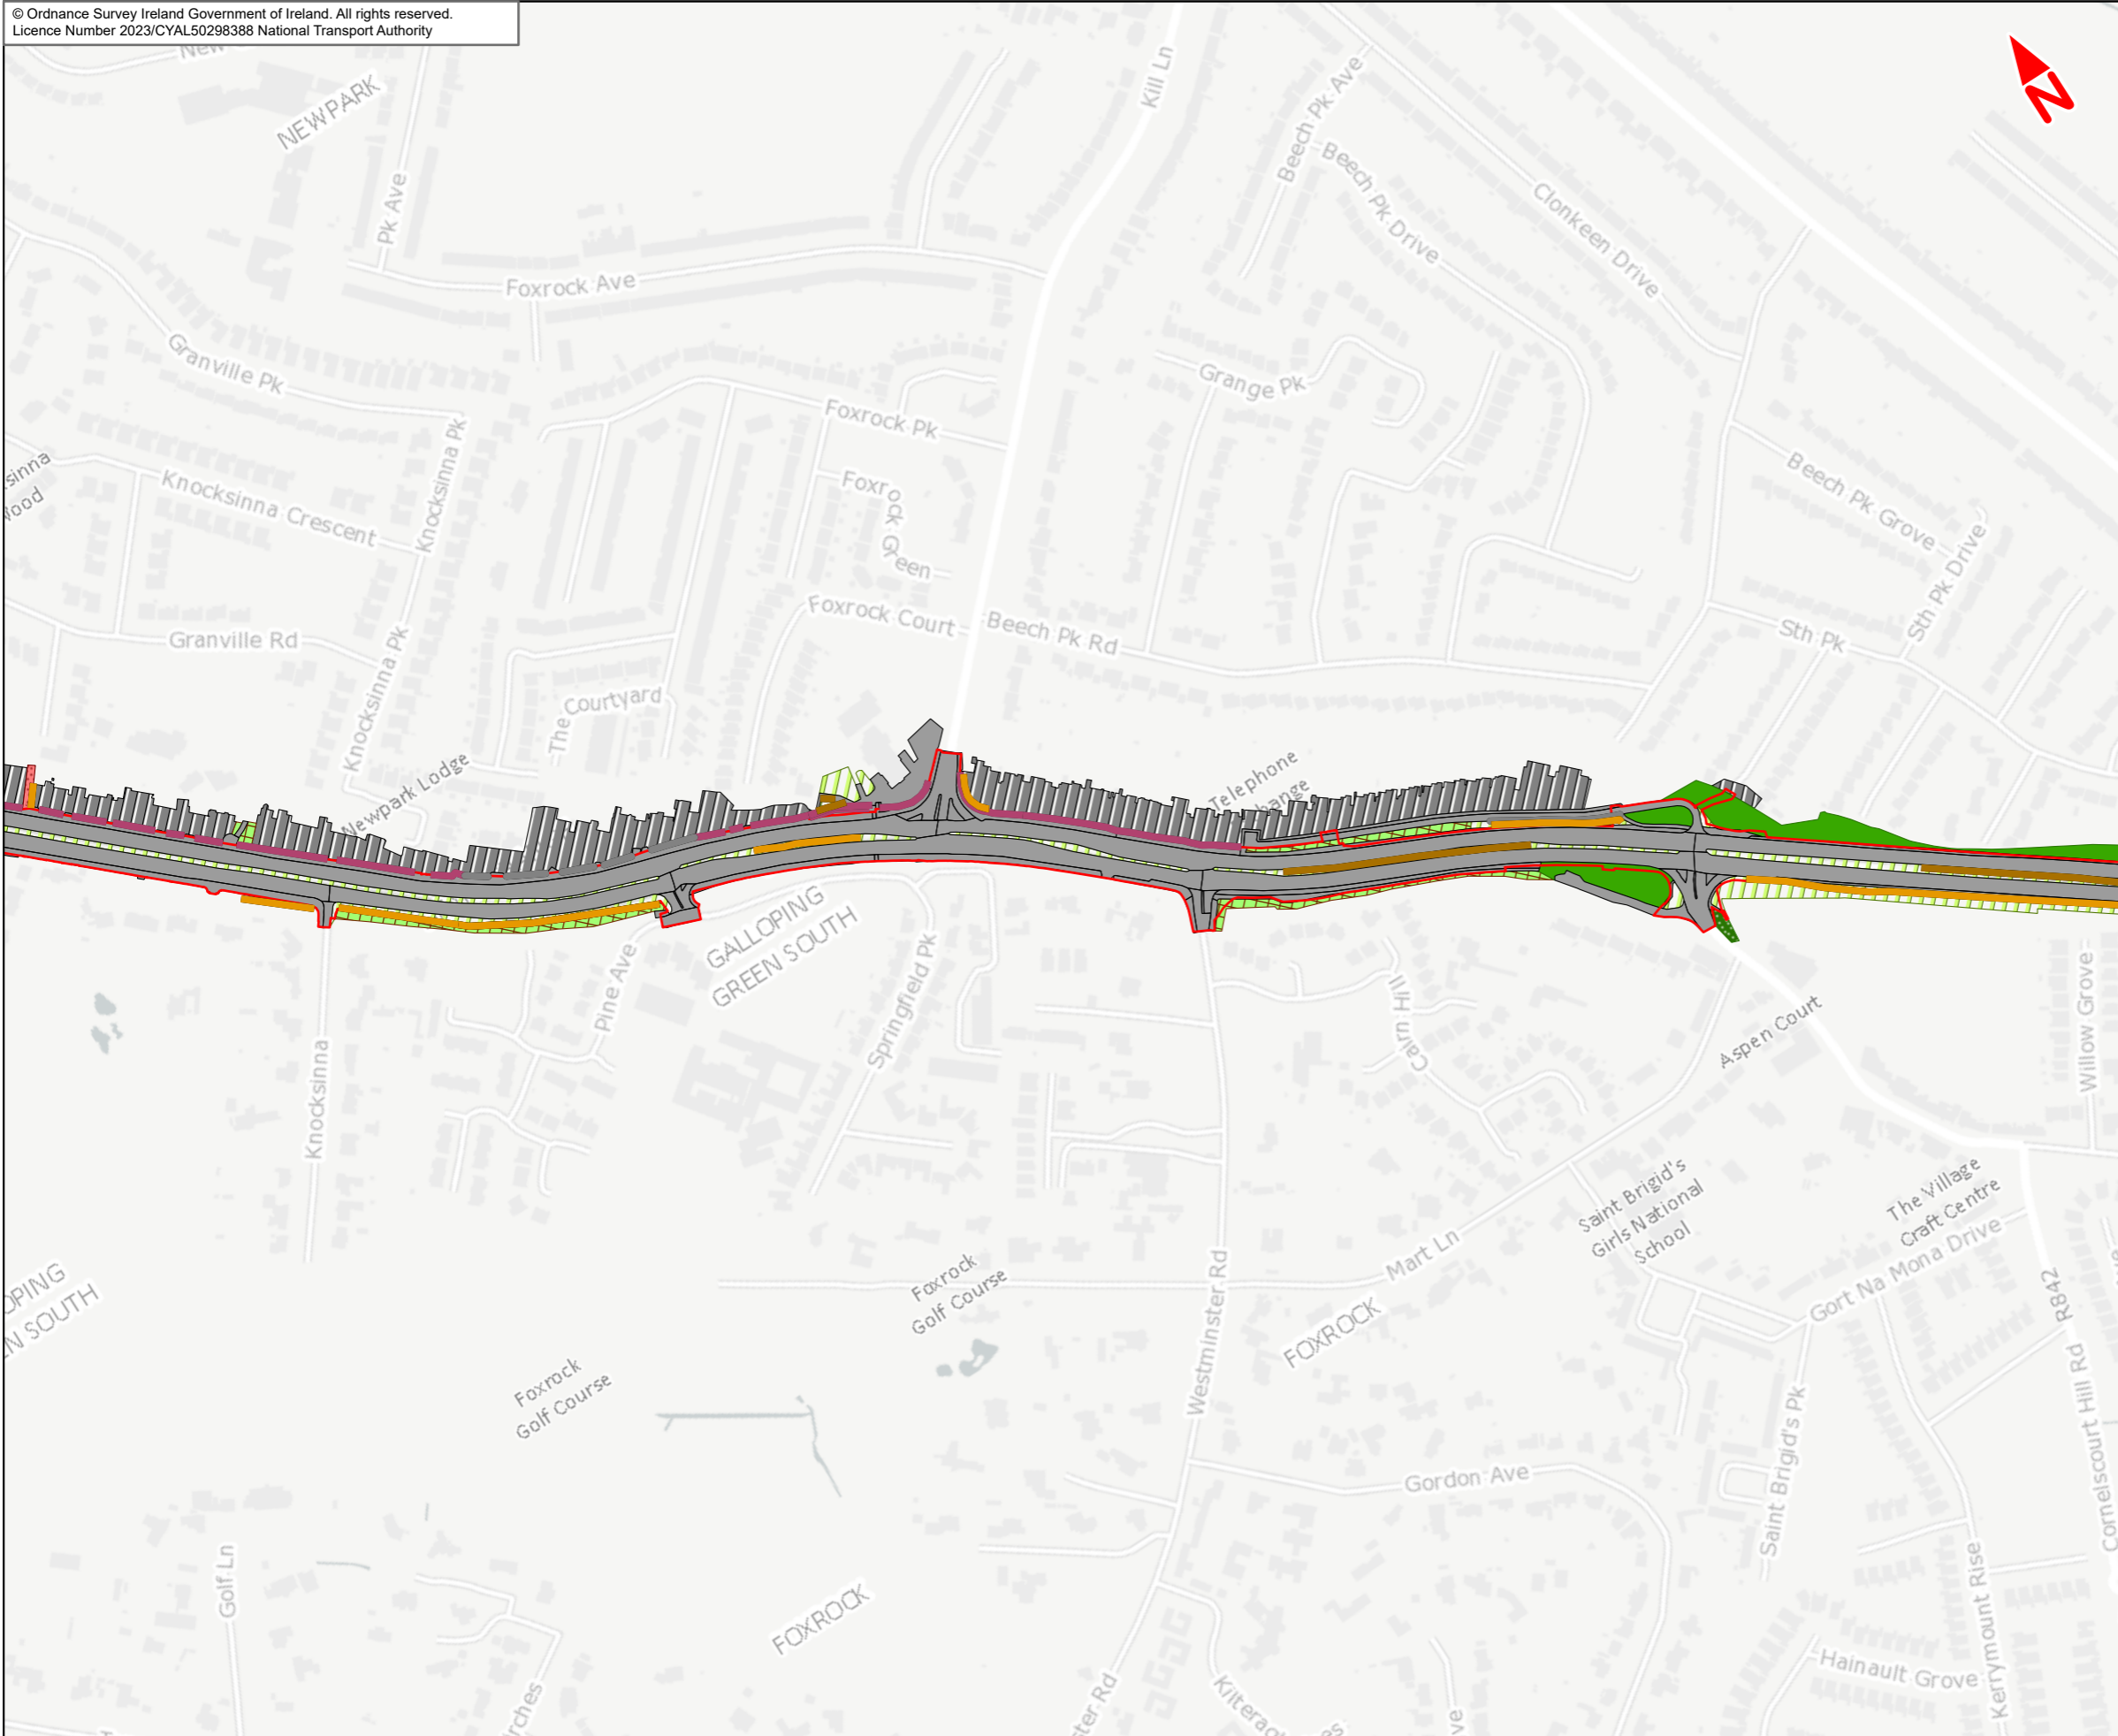 © Ordnance Survey Ireland Government of Ireland. All rights reserved.
Licence Number 2023/CYAL50298388 National Transport Authority
N
NEWPARK
Pk Ave
Kill Ln
Beech Pk Ave
Beech Pk Drive
Clonkeen Drive
Foxrock Ave
Granville Pk
Grange Pk
Foxrock Pk
Knocksinna Pk
Knocksinna Crescent
Foxrock Green
Beech Pk Grove
Sth Pk Drive
Foxrock Court
Beech Pk Rd
Sth Pk
Granville Rd
Knocksinna Pk
The Courtyard
Newpark Lodge
Telephone
GALLOPING
GREEN SOUTH
Pine Ave
Springfield Pk
Cairn Hill
Aspen Court
Willow Grove
Knocksinna
Saint Brigid's
Girls National
School
The Village
Craft Centre
Mart Ln
Gort Na Mona Drive
R842
Foxrock
Golf Course
FOXROCK
Westminster Rd
Foxrock
Golf Course
Gordon Ave
Saint Brigid's Pk
Cornelscourt Hill Rd
Golf Ln
FOXROCK
Kerrymount Rise
Hainault Grove